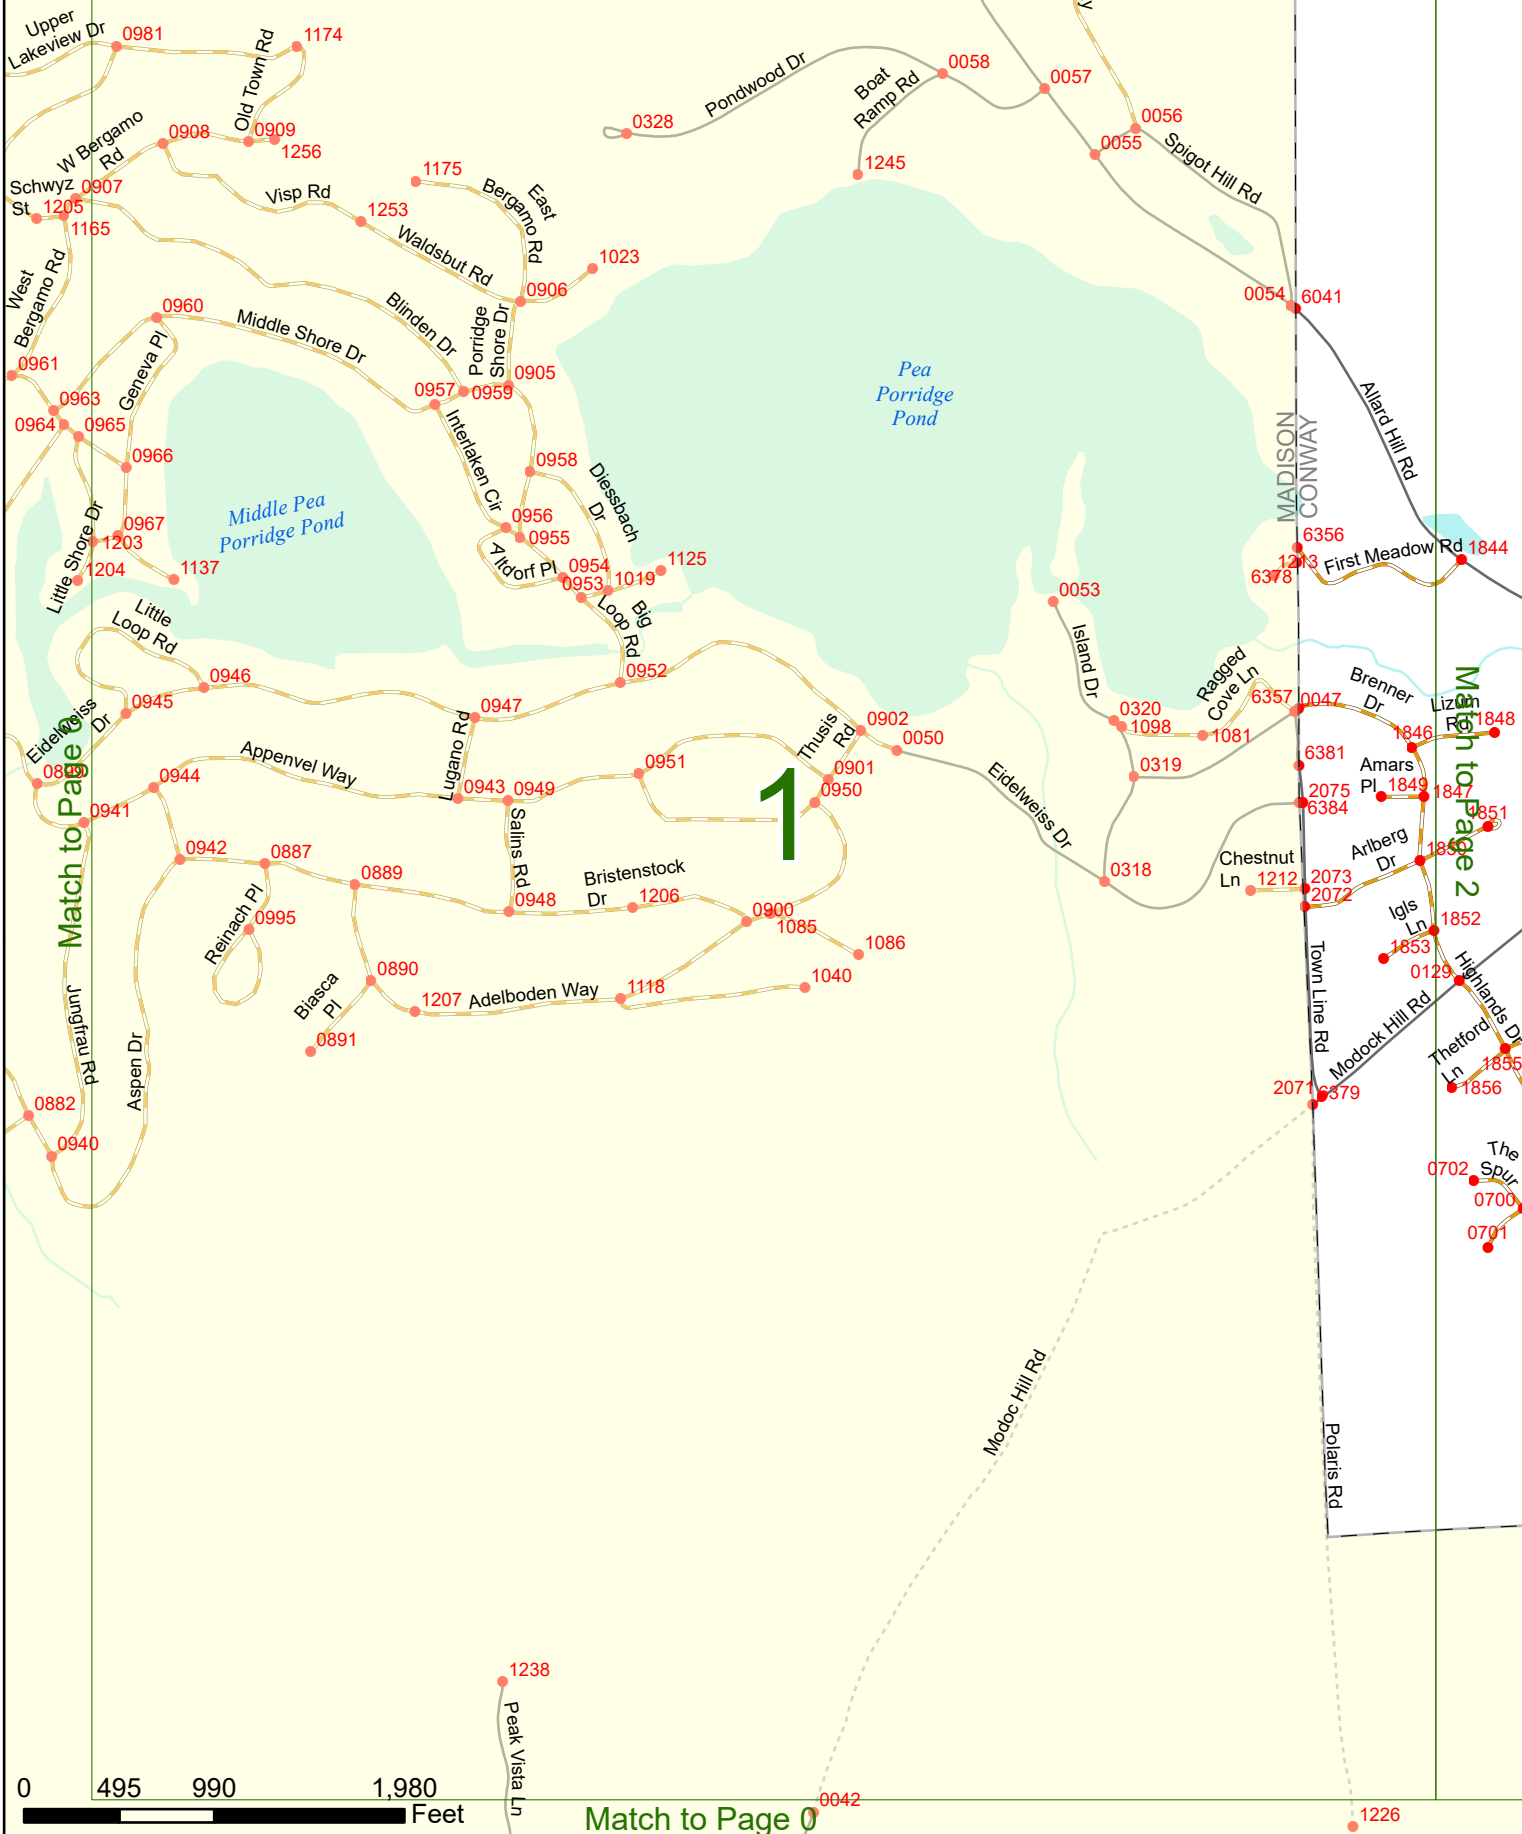 Upper
Lakeview Dr
0981
1174
Old Town Rd
Pondwood Dr
Boat
Ramp Rd
0058
0057
0056
0055
Spigot Hill Rd
0328
1245
W Bergamo
Rd
0908
0909
1256
1175
East
Bergamo Rd
Schwyz
St
0907
1205
1165
Visp Rd
1253
Waldsbut Rd
1023
0906
West
Bergamo Rd
0054
6041
0960
Middle Shore Dr
Geneva Pl
Blinden Dr
Porridge
Shore Dr
0961
0963
0964
0965
0966
0957
0959
0905
Pea
Porridge
Pond
Allard Hill Rd
MADISON
CONWAY
Interlaken Cir
0958
Diessbach
Dr
Middle Pea
Porridge Pond
Little Shore Dr
0967
1203
1204
1137
0956
0955
Altdorf Pl
0954
0953
1019
1125
Big
Loop Rd
6356
1213
6378
First Meadow Rd
1844
0053
Island Dr
Little
Loop Rd
0946
0945
Eidelweiss
Dr
0947
0952
Lugano Rd
Thusis
Rd
0902
0050
0320
1098
Ragged
Cove Ln
1081
6357
0047
Brenner
Dr
1846
1848
0319
Appenvel Way
0944
0943
0949
0951
0901
0950
1
Eidelweiss Dr
6381
2075
6384
Amars
Pl
1849
1847
1851
0941
0942
0887
0889
Salins Rd
Bristenstock
Dr
0948
1206
0900
1085
1086
0318
Chestnut
Ln
1212
2073
2072
Arlberg
Dr
Igls
Ln
1852
1853
Reinach Pl
0995
Biasca
Pl
0890
1207
Adelboden Way
1118
1040
0891
Jungfrau Rd
Aspen Dr
0129
Highlands Dr
Town Line Rd
Modock Hill Rd
Thetford
Ln
1855
1856
2071
6379
0882
0940
The
Spur
0702
0700
0701
Modoc Hill Rd
Polaris Rd
1238
Peak Vista Ln
0042
1226
Match to Page 2
Match to Page 0
0 495 990 1,980
Feet